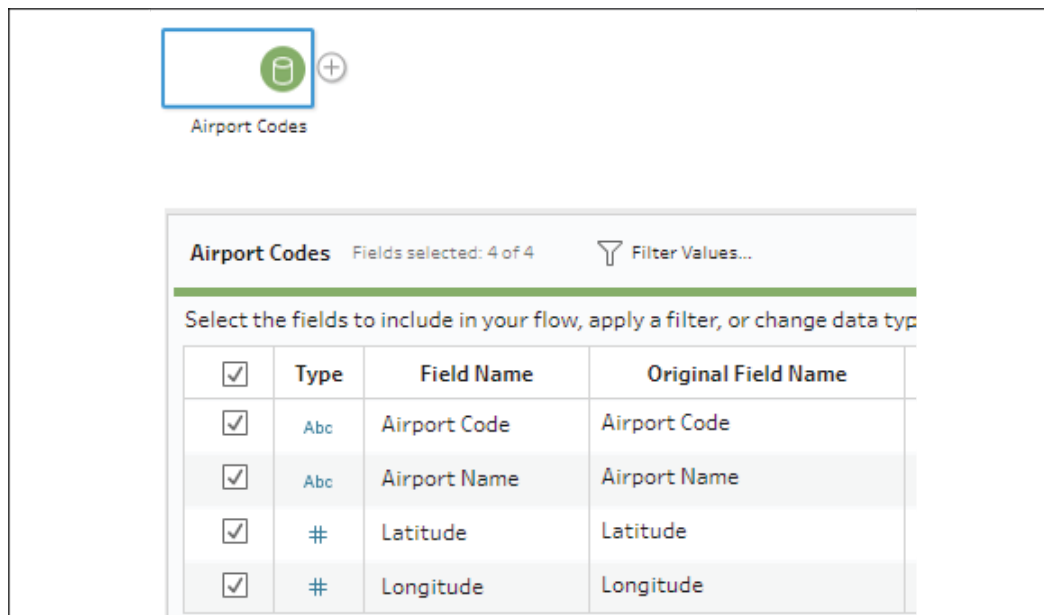 Airport Codes
Airport Codes Fields selected: 4 of 4 Filter Values...
Select the fields to include in your flow, apply a filter, or change data typ
Type Field Name Original Field Name
Abc Airport Code Airport Code
Abc Airport Name Airport Name
# Latitude Latitude
# Longitude Longitude